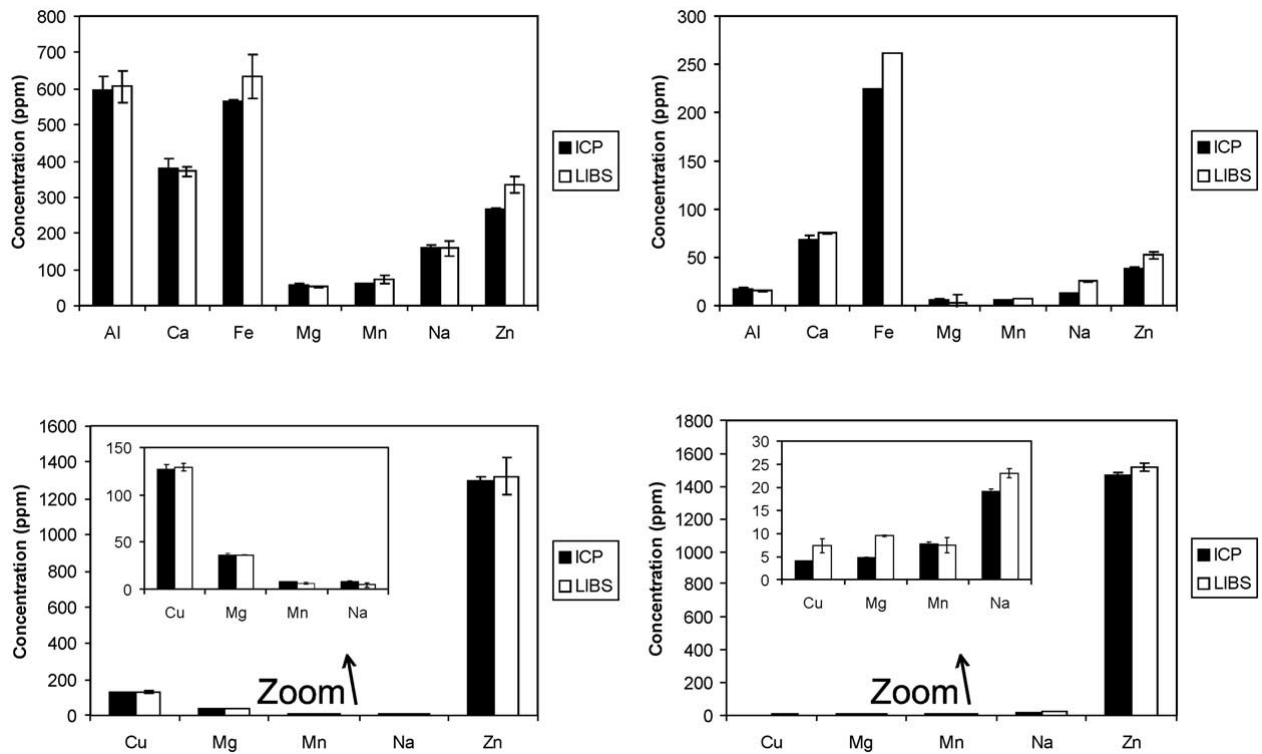 800
700
600
500
400
300
200
100
0
Concentration (ppm)
Al Ca Fe Mg Mn Na Zn
ICP
LIBS
300
250
200
150
100
50
0
Concentration (ppm)
Al Ca Fe Mg Mn Na Zn
ICP
LIBS
1600
1400
1200
1000
800
600
400
200
0
Concentration (ppm)
150
100
50
0
Cu Mg Mn Na
Zoom
Cu Mg Mn Na Zn
ICP
LIBS
1800
1600
1400
1200
1000
800
600
400
200
0
Concentration (ppm)
30
25
20
15
10
5
0
Cu Mg Mn Na
Zoom
Cu Mg Mn Na Zn
ICP
LIBS